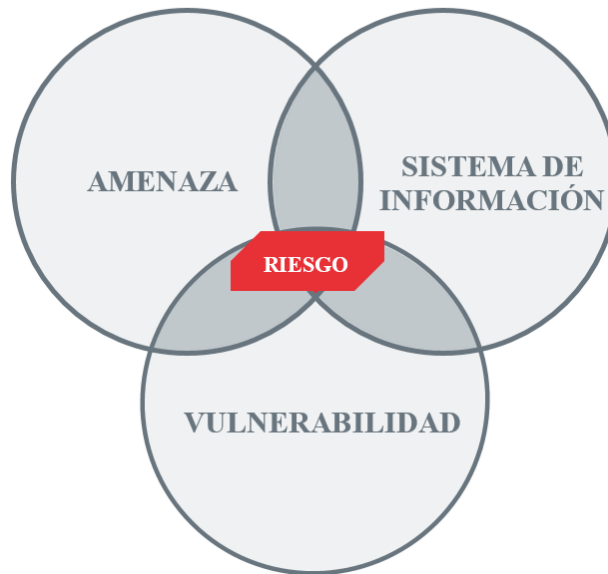 AMENAZA
SISTEMA DE
INFORMACIÓN
RIESGO
VULNERABILIDAD